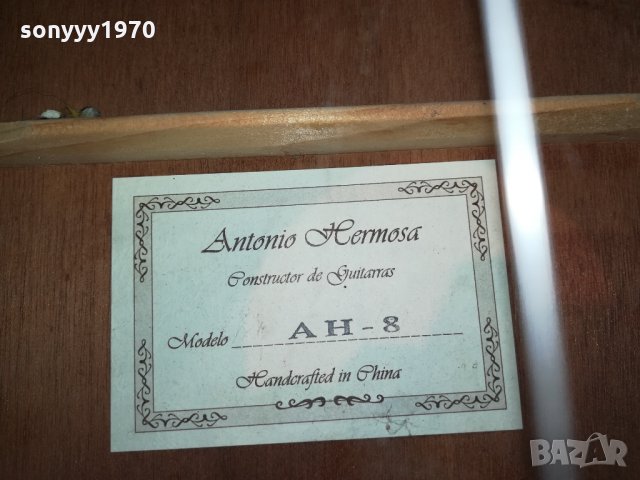 sonyyy1970
Antonio Hermosa
Constructor de Guitarras
Modelo AH-8
Handcrafted in China
BAZAR